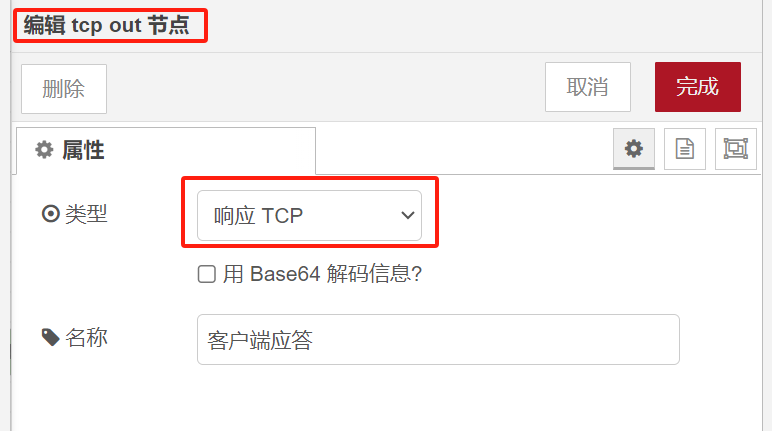 编辑 tcp out 节点
删除
取消
完成
属性
类型
响应 TCP
用 Base64 解码信息?
名称
客户端应答